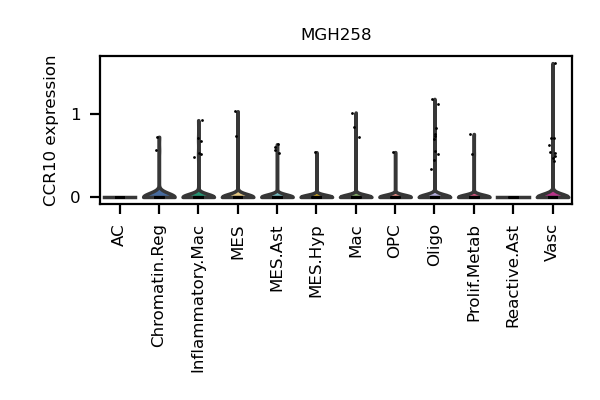 MGH258
CCR10 expression
1
0
AC
Chromatin.Reg
Inflammatory.Mac
MES
MES.Ast
MES.Hyp
Mac
OPC
Oligo
Prolif.Metab
Reactive.Ast
Vasc